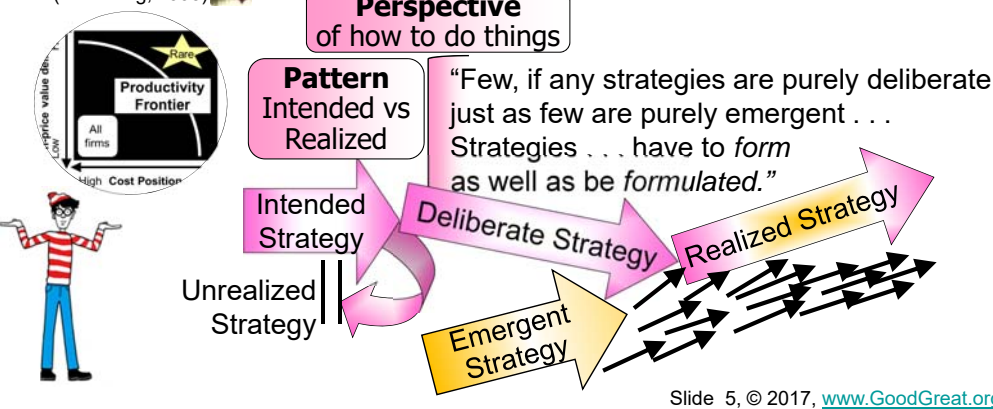 Perspective
of how to do things
Pattern
Intended vs
Realized
"Few, if any strategies are purely deliberate
just as few are purely emergent . . .
Strategies . . . have to form
as well as be formulated."
Rare
Productivity
Frontier
All
firms
Low
High Cost Position
Intended
Strategy
Deliberate Strategy
Realized Strategy
Unrealized
Strategy
Emergent
Strategy
Slide 5, © 2017, www.GoodGreat.org